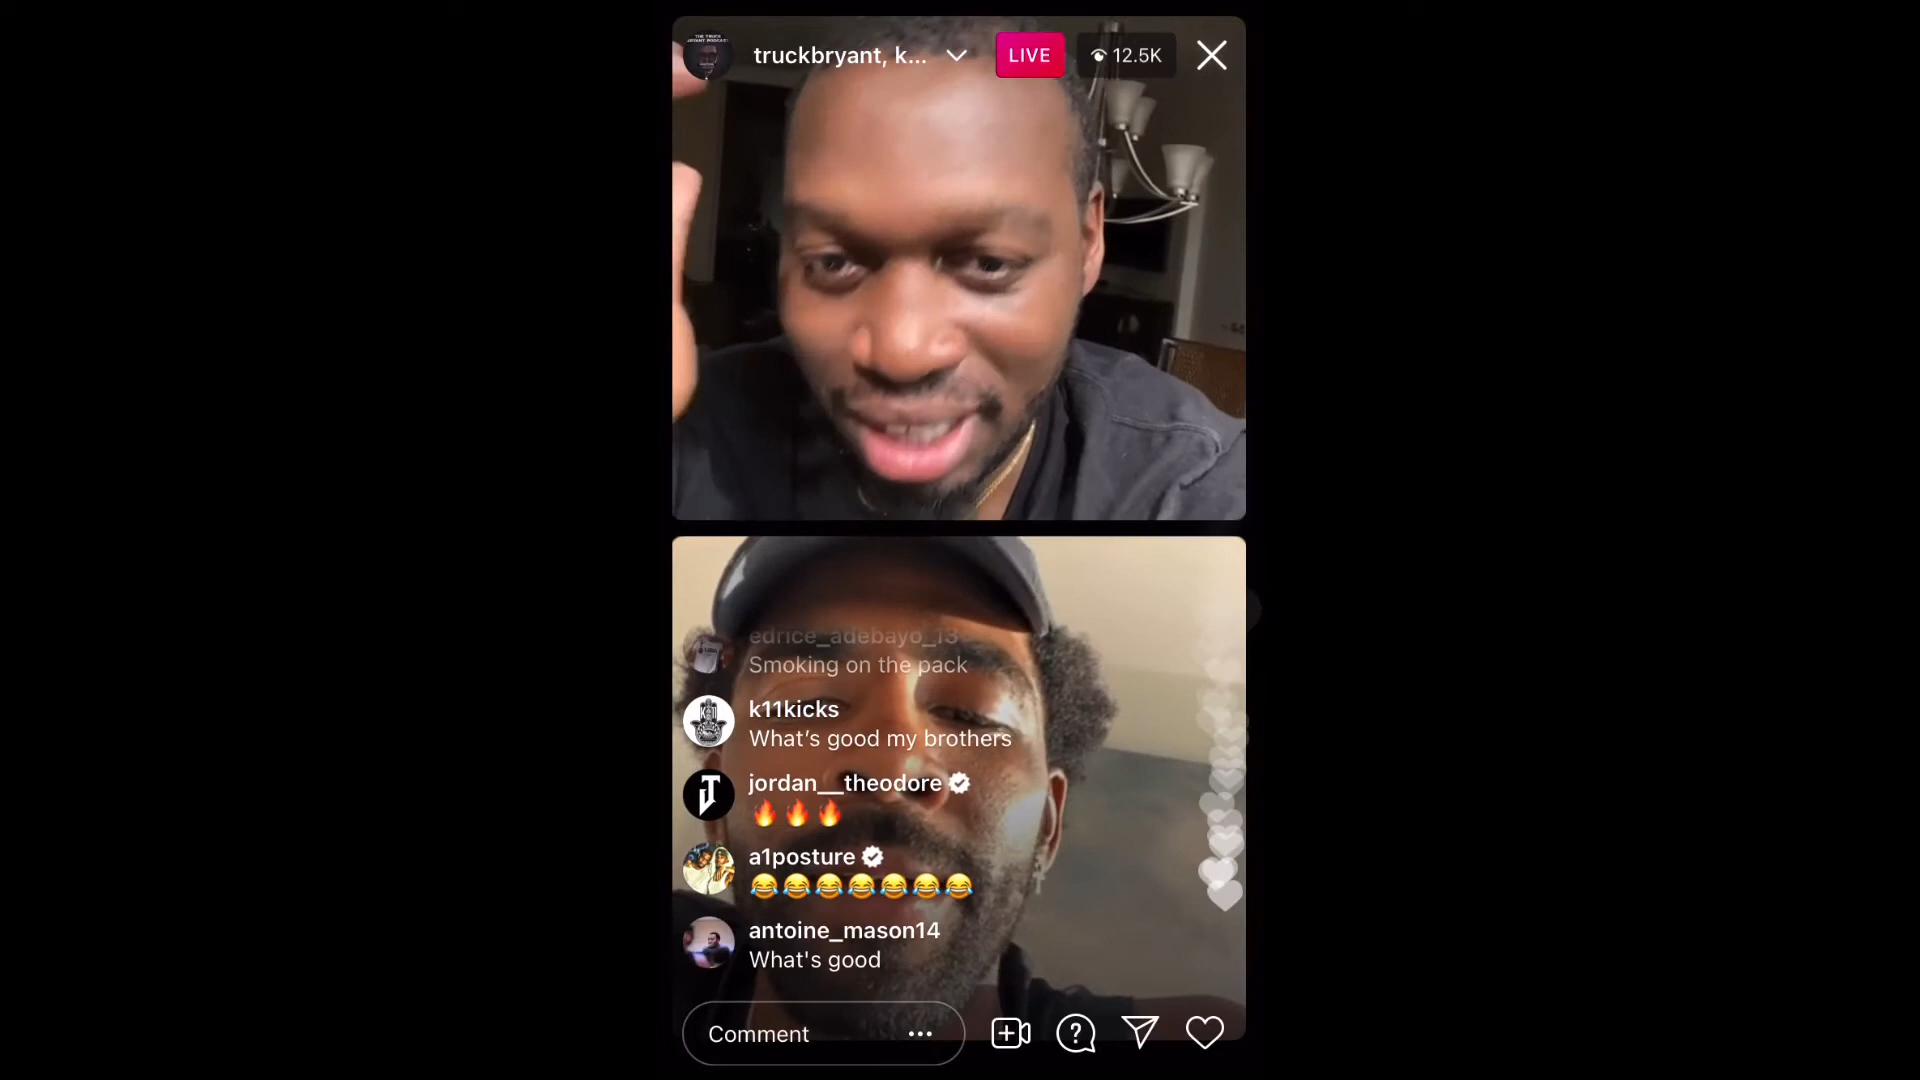 truckbryant, k...
LIVE
12.5K
edrice_adebayo_13
Smoking on the pack
k11kicks
What’s good my brothers
jordan__theodore
🔥🔥🔥
a1posture
😂😂😂😂😂😂😂
antoine_mason14
What's good
Comment